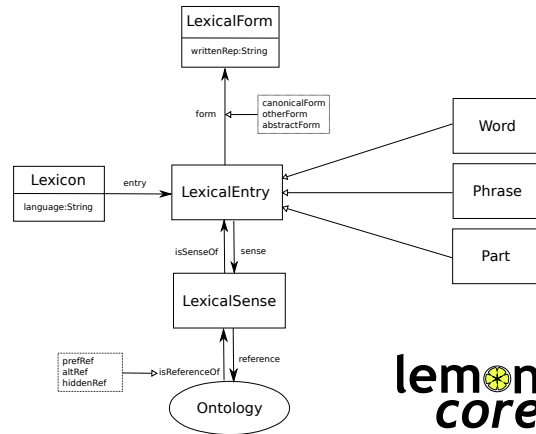 LexicalForm
writtenRep:String
canonicalForm
otherForm
abstractForm
form
Word
Lexicon
language:String
entry
LexicalEntry
Phrase
Part
isSenseOf
sense
LexicalSense
prefRef
altRef
hiddenRef
isReferenceOf
reference
Ontology
lemon
core